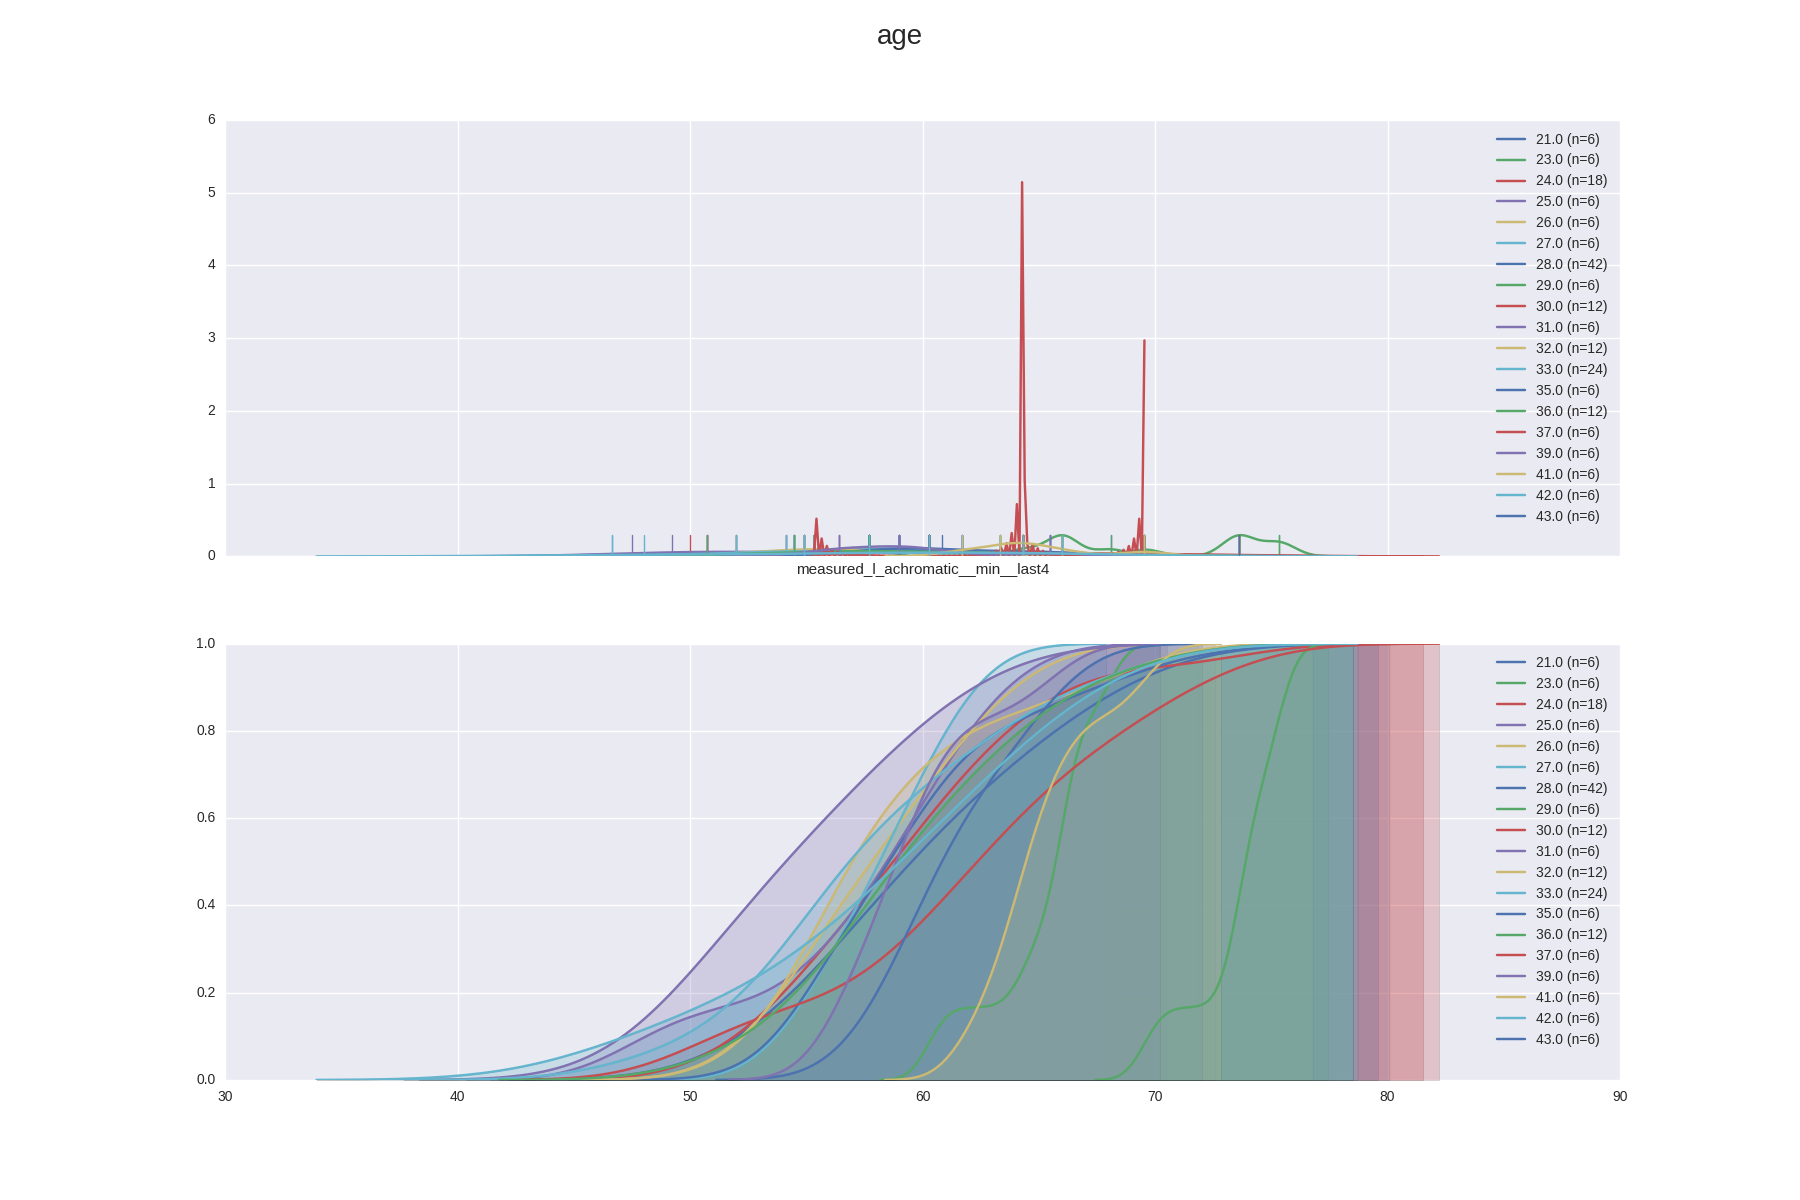 age
6
5
4
3
2
1
0
21.0 (n=6)
23.0 (n=6)
24.0 (n=18)
25.0 (n=6)
26.0 (n=6)
27.0 (n=6)
28.0 (n=42)
29.0 (n=6)
30.0 (n=12)
31.0 (n=6)
32.0 (n=12)
33.0 (n=24)
35.0 (n=6)
36.0 (n=12)
37.0 (n=6)
39.0 (n=6)
41.0 (n=6)
42.0 (n=6)
43.0 (n=6)
measured_l_achromatic__min__last4
1.0
0.8
0.6
0.4
0.2
0.0
21.0 (n=6)
23.0 (n=6)
24.0 (n=18)
25.0 (n=6)
26.0 (n=6)
27.0 (n=6)
28.0 (n=42)
29.0 (n=6)
30.0 (n=12)
31.0 (n=6)
32.0 (n=12)
33.0 (n=24)
35.0 (n=6)
36.0 (n=12)
37.0 (n=6)
39.0 (n=6)
41.0 (n=6)
42.0 (n=6)
43.0 (n=6)
30 40 50 60 70 80 90